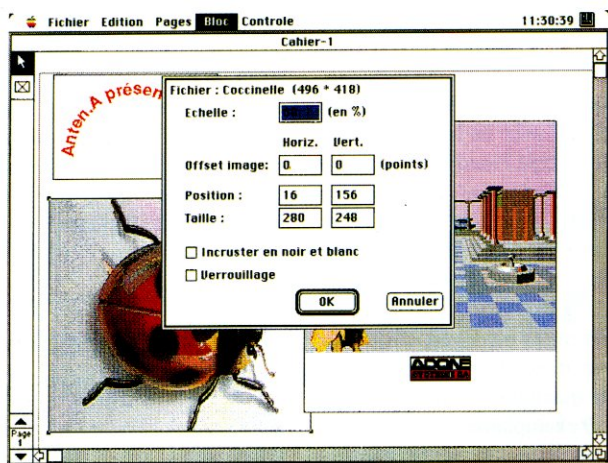 Fichier Edition Pages Bloc Controle 11:30:39
Cahier-1
Anten.A présen
Fichier : Coccinelle (496 * 418)
Echelle : (en %)
Horiz. Vert.
Offset image: 0 0 (points)
Position : 16 156
Taille : 280 248
Incruster en noir et blanc
Verrouillage
OK Annuler
Page
1